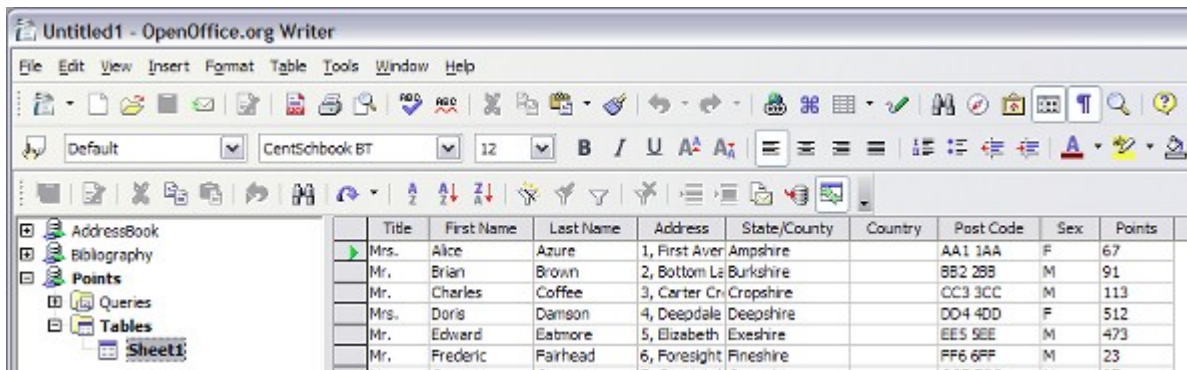 Untitled1 - OpenOffice.org Writer
File Edit View Insert Format Table Tools Window Help
Default CentSchbook BT 12 B I U
AddressBook
Bibliography
Points
Queries
Tables
Sheet1
Title First Name Last Name Address State/County Country Post Code Sex Points
Mrs. Alice Azure 1, First Aver Ampshire AA1 1AA F 67
Mr. Brian Brown 2, Bottom La Burkshire BB2 2BB M 91
Mr. Charles Coffee 3, Carter Cr Cropshire CC3 3CC M 113
Mrs. Doris Damson 4, Deepdale Deepshire DD4 4DD F 512
Mr. Edward Eatmore 5, Elizabeth Exeshire EE5 5EE M 473
Mr. Frederic Fairhead 6, Foresight Fineshire FF6 6FF M 23